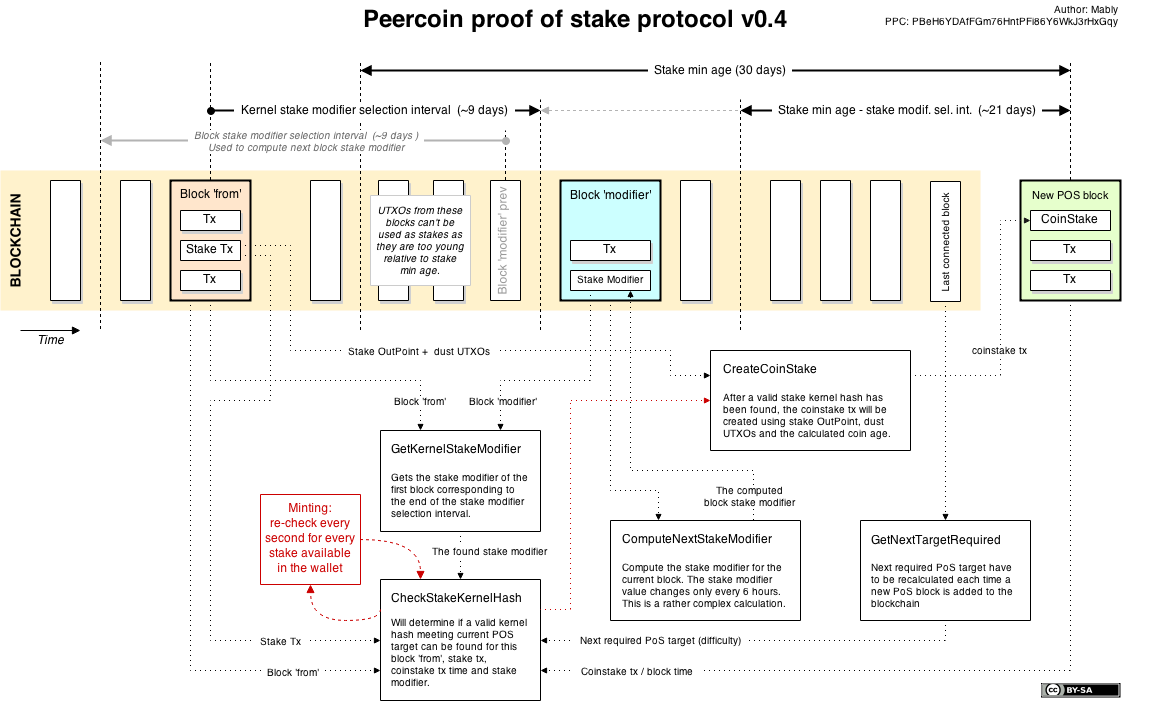 Peercoin proof of stake protocol v0.4
Author: Mably
PPC: PBeH6YDAfFGm76HntPFi86Y6WkJ3rHxGqy
Stake min age (30 days)
Kernel stake modifier selection interval (~9 days)
Stake min age - stake modif. sel. int. (~21 days)
Block stake modifier selection interval (~9 days )
Used to compute next block stake modifier
BLOCKCHAIN
Block 'from'
Tx
Stake Tx
Tx
UTXOs from these
blocks can't be
used as stakes as
they are too young
relative to stake
min age.
Block 'modifier' prev
Block 'modifier'
Tx
Stake Modifier
Last connected block
New POS block
CoinStake
Tx
Tx
Time
Stake OutPoint + dust UTXOs
coinstake tx
CreateCoinStake
After a valid stake kernel hash has
been found, the coinstake tx will be
created using stake OutPoint, dust
UTXOs and the calculated coin age.
Block 'from'
Block 'modifier'
GetKernelStakeModifier
Gets the stake modifier of the
first block corresponding to
the end of the stake modifier
selection interval.
The computed
block stake modifier
Minting:
re-check every
second for every
stake available
in the wallet
The found stake modifier
ComputeNextStakeModifier
Compute the stake modifier for the
current block. The stake modifier
value changes only every 6 hours.
This is a rather complex calculation.
GetNextTargetRequired
Next required PoS target have
to be recalculated each time a
new PoS block is added to the
blockchain
CheckStakeKernelHash
Will determine if a valid kernel
hash meeting current POS
target can be found for this
block 'from', stake tx,
coinstake tx time and stake
modifier.
Stake Tx
Next required PoS target (difficulty)
Block 'from'
Coinstake tx / block time
cc BY-SA